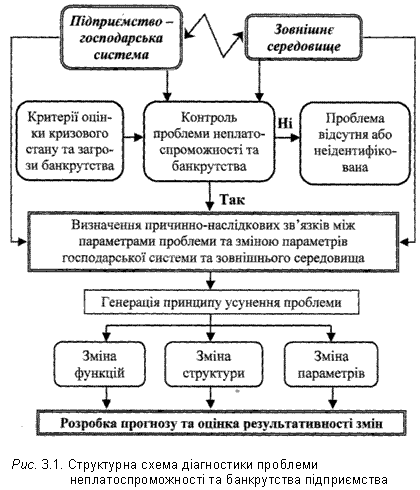 Підприємство –
господарська
система
Зовнішнє
середовище
Критерії оцін-
ки кризового
стану та загро-
зи банкрутства
Контроль
проблеми неплато-
спроможності та
банкрутства
Ні
Проблема
відсутня або
неідентифіко-
вана
Так
Визначення причинно-наслідкових зв’язків між
параметрами проблеми та зміною параметрів
господарської системи та зовнішнього середовища
Генерація принципу усунення проблеми
Зміна
функцій
Зміна
структури
Зміна
параметрів
Розробка прогнозу та оцінка результативності змін
Рис. 3.1. Структурна схема діагностики проблеми
неплатоспроможності та банкрутства підприємства